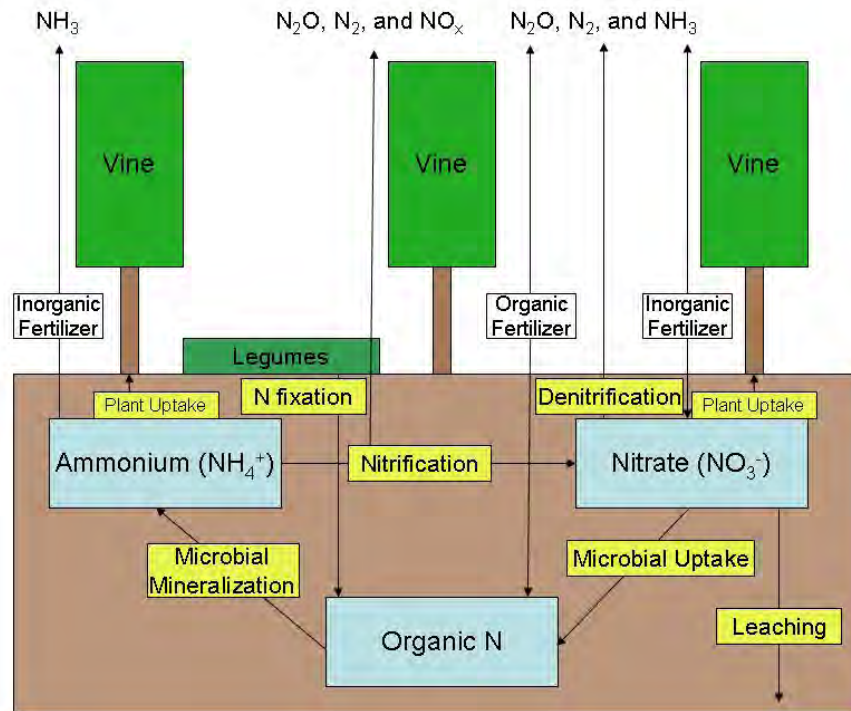 NH₃
N₂O, N₂, and NOₓ
N₂O, N₂, and NH₃
Vine
Vine
Vine
Inorganic
Fertilizer
Organic
Fertilizer
Inorganic
Fertilizer
Legumes
Plant Uptake
N fixation
Denitrification
Plant Uptake
Ammonium (NH₄⁺)
Nitrification
Nitrate (NO₃⁻)
Microbial
Mineralization
Microbial Uptake
Organic N
Leaching